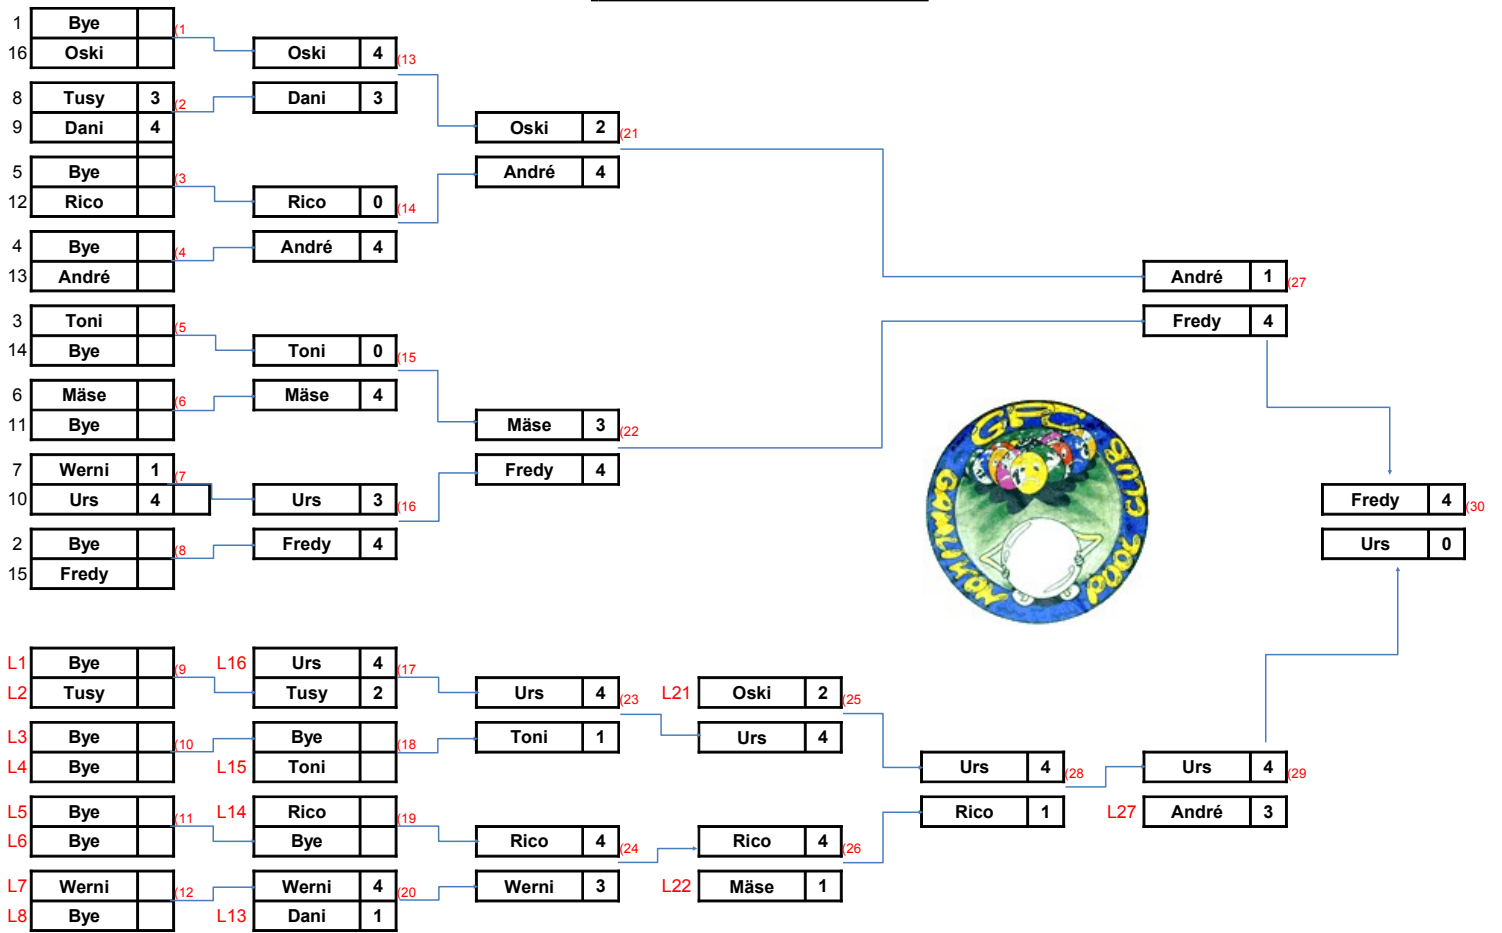 1 Bye (1
16 Oski Oski 4 (13
8 Tusy 3 (2 Dani 3
9 Dani 4 Oski 2 (21
5 Bye (3 André 4
12 Rico Rico 0 (14
4 Bye (4 André 4
13 André André 1 (27
3 Toni (5 Fredy 4
14 Bye Toni 0 (15
6 Mäse (6 Mäse 4
11 Bye Mäse 3 (22
7 Werni 1 (7 Fredy 4
10 Urs 4 Urs 3 (16 Fredy 4 (30
2 Bye (8 Fredy 4 Urs 0
15 Fredy
GPC POOL CLUB GAMLINGEN
L1 Bye (9 L16 Urs 4 (17
L2 Tusy Tusy 2 Urs 4 (23 L21 Oski 2 (25
L3 Bye (10 Bye (18 Toni 1 Urs 4
L4 Bye L15 Toni Urs 4 (28 Urs 4 (29
L5 Bye (11 L14 Rico (19 Rico 1 L27 André 3
L6 Bye Bye Rico 4 (24 Rico 4 (26
L7 Werni (12 Werni 4 (20 Werni 3 L22 Mäse 1
L8 Bye L13 Dani 1